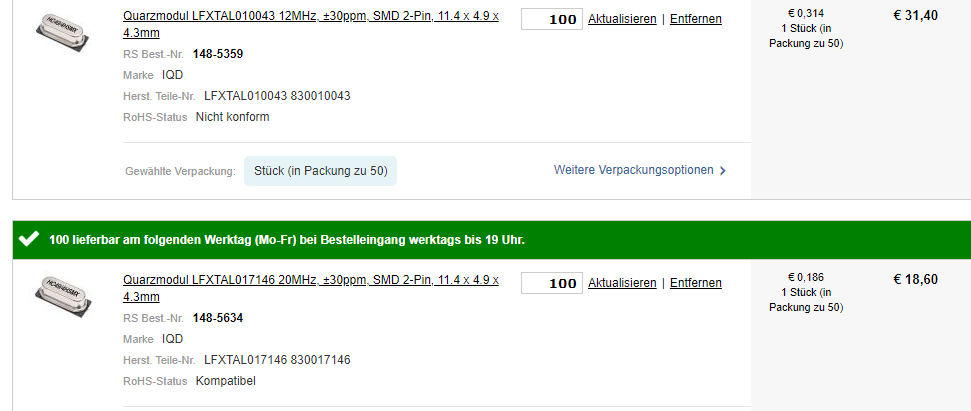 Quarzmodul LFXTAL010043 12MHz, ±30ppm, SMD 2-Pin, 11.4 x 4.9 x
4.3mm
RS Best.-Nr. 148-5359
Marke IQD
Herst. Teile-Nr. LFXTAL010043 830010043
RoHS-Status Nicht konform
100 Aktualisieren | Entfernen
€ 0,314
1 Stück (in
Packung zu 50)
€ 31,40
Gewählte Verpackung: Stück (in Packung zu 50) Weitere Verpackungsoptionen >
100 lieferbar am folgenden Werktag (Mo-Fr) bei Bestelleingang werktags bis 19 Uhr.
Quarzmodul LFXTAL017146 20MHz, ±30ppm, SMD 2-Pin, 11.4 x 4.9 x
4.3mm
RS Best.-Nr. 148-5634
Marke IQD
Herst. Teile-Nr. LFXTAL017146 830017146
RoHS-Status Kompatibel
100 Aktualisieren | Entfernen
€ 0,186
1 Stück (in
Packung zu 50)
€ 18,60